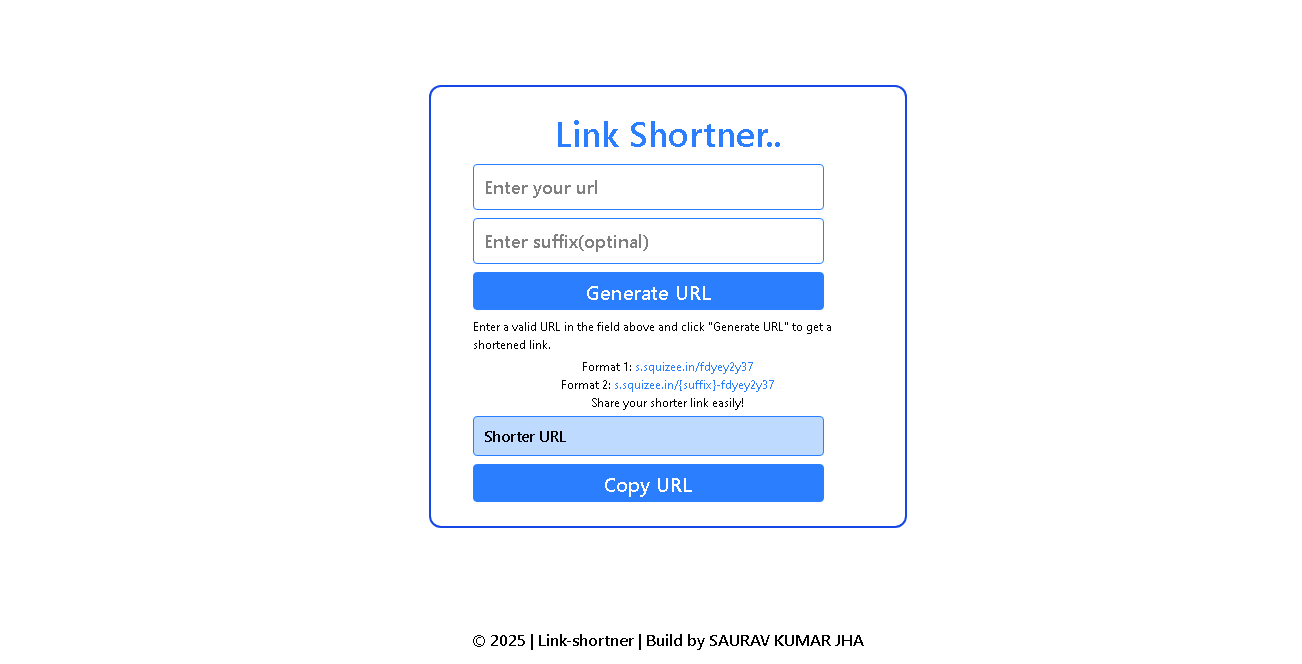 Link Shortner..
Enter your url
Enter suffix(optinal)
Generate URL
Enter a valid URL in the field above and click "Generate URL" to get a
shortened link.
Format 1: s.squizee.in/fdyey2y37
Format 2: s.squizee.in/{suffix}-fdyey2y37
Share your shorter link easily!
Shorter URL
Copy URL
© 2025 | Link-shortner | Build by SAURAV KUMAR JHA